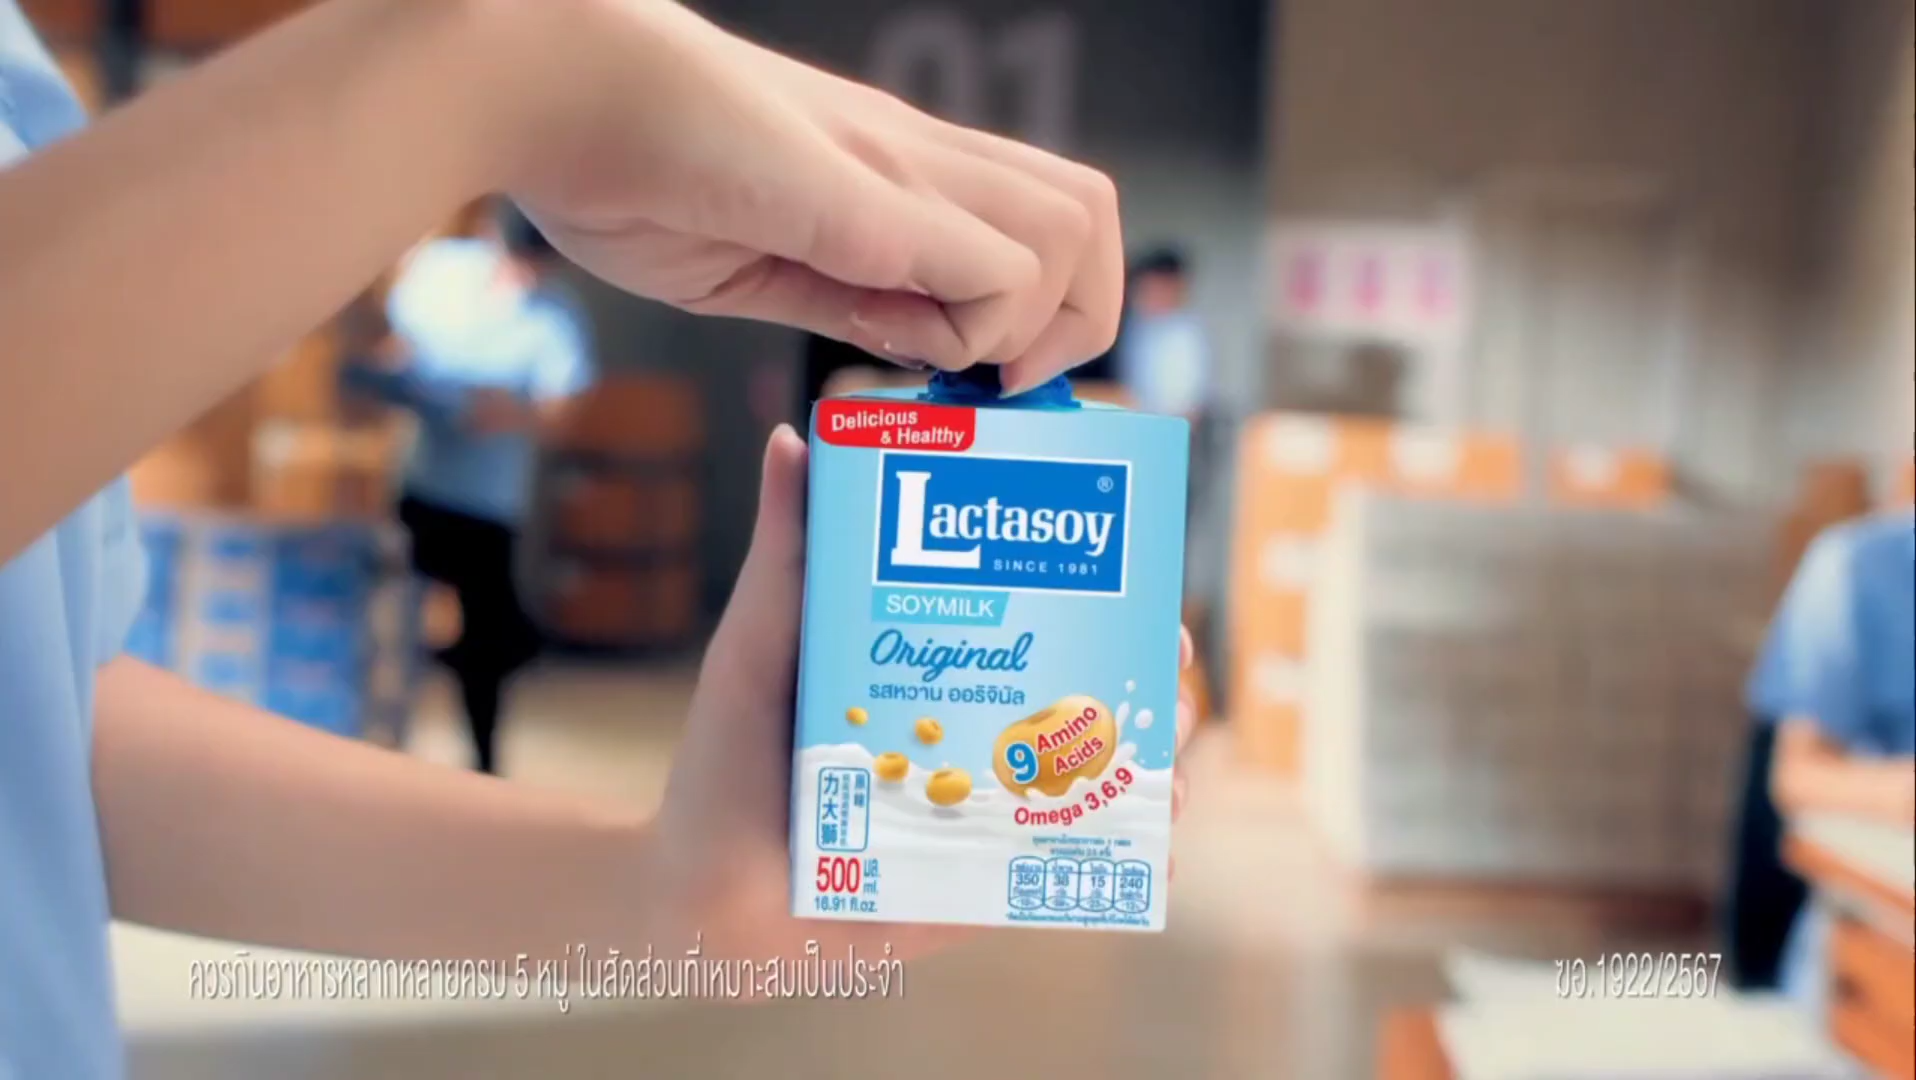 01
Delicious
& Healthy
Lactasoy®
SINCE 1981
SOYMILK
Original
รสหวาน ออริจินัล
9 Amino
Acids
Omega 3,6,9
原味
力大獅
500 มล.
ml.
16.91 fl.oz.
350 38 15 240
ควรกินอาหารหลากหลายครบ 5 หมู่ ในสัดส่วนที่เหมาะสมเป็นประจำ
ฆอ.1922/2567